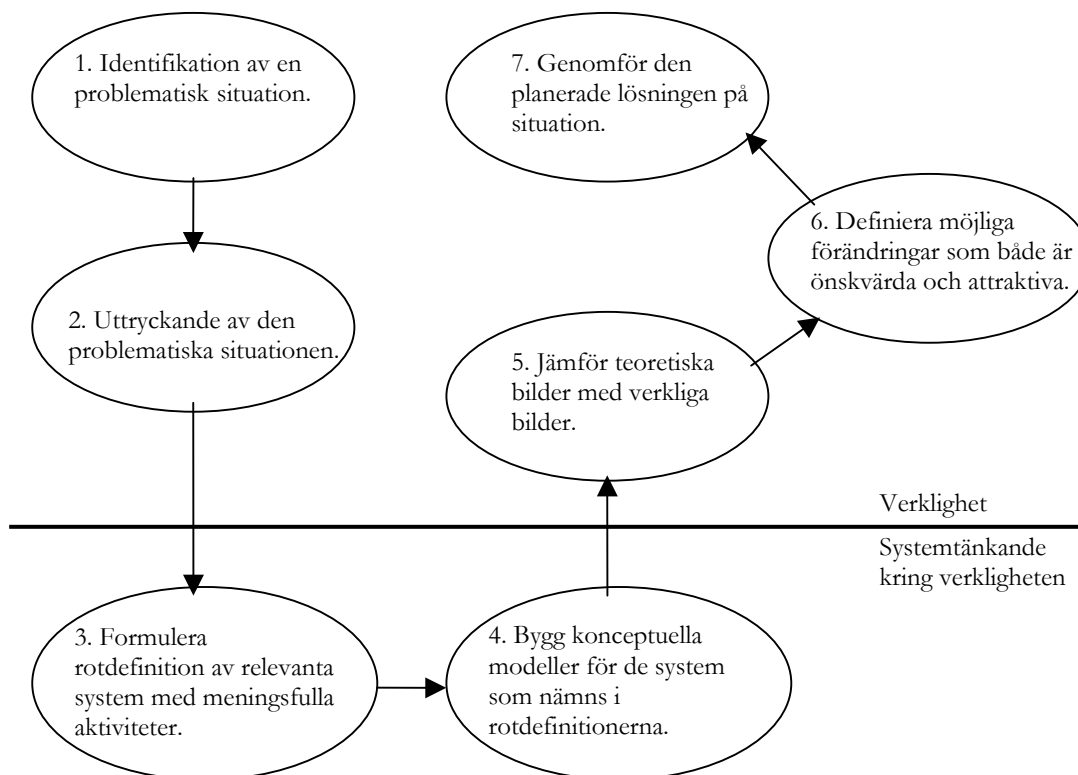 1. Identifikation av en
problematisk situation.
2. Uttryckande av den
problematiska situationen.
3. Formulera
rotdefinition av relevanta
system med meningsfulla
aktiviteter.
4. Bygg konceptuella
modeller för de system
som nämns i
rotdefinitionerna.
5. Jämför teoretiska
bilder med verkliga
bilder.
6. Definiera möjliga
förändringar som både är
önskvärda och attraktiva.
7. Genomför den
planerade lösningen på
situation.
Verklighet
Systemtänkande
kring verkligheten